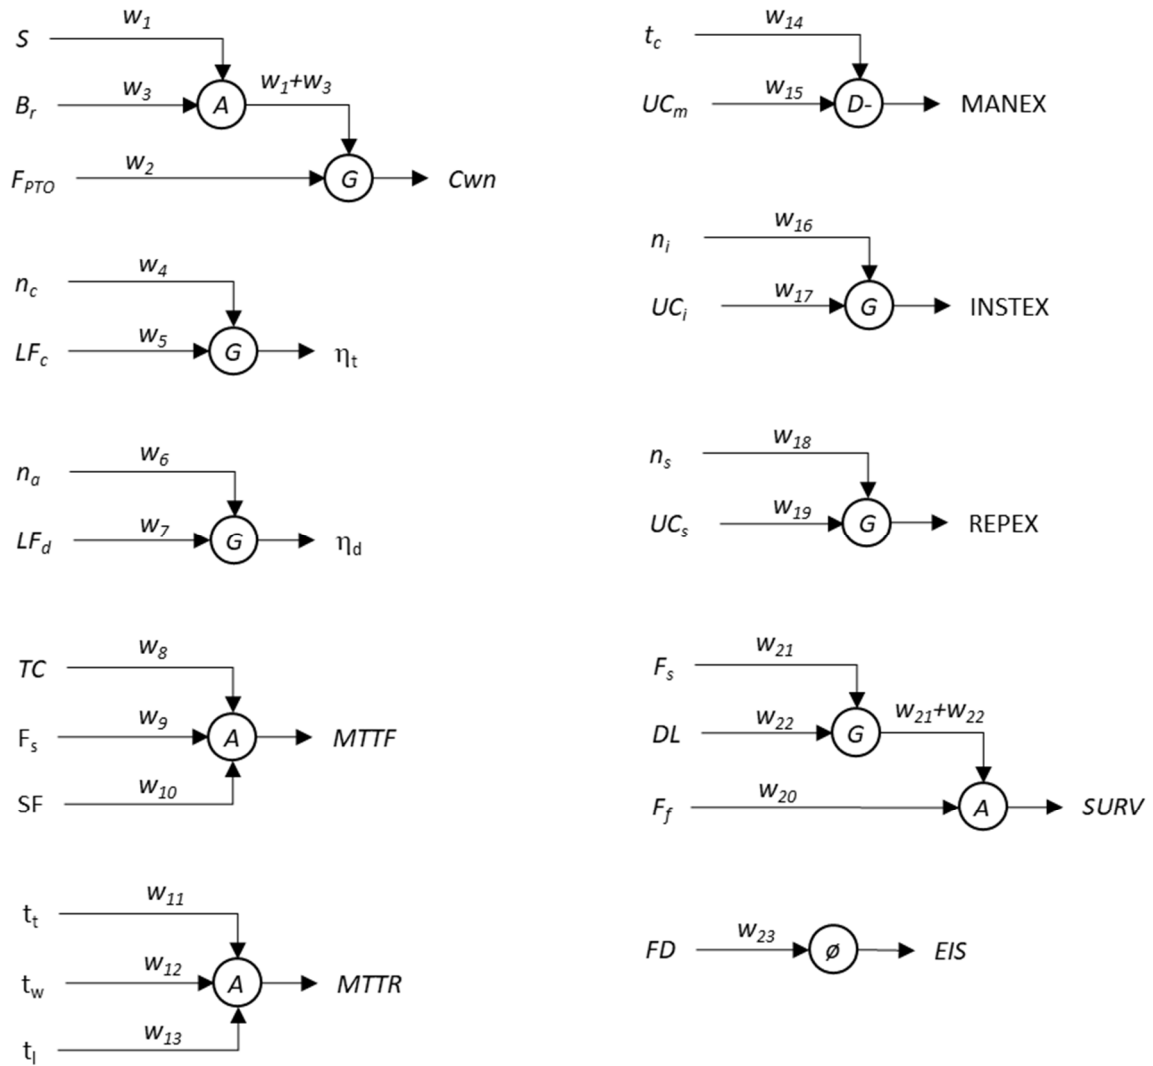 S w1
Br w3 A w1+w3
FPTO w2 G Cwn
nc w4
LFc w5 G ηt
na w6
LFd w7 G ηd
TC w8
Fs w9 A MTTF
SF w10
tt w11
tw w12 A MTTR
tl w13
tc w14
UCm w15 D- MANEX
ni w16
UCi w17 G INSTEX
ns w18
UCs w19 G REPEX
Fs w21
DL w22 G w21+w22
Ff w20 A SURV
FD w23 ø EIS